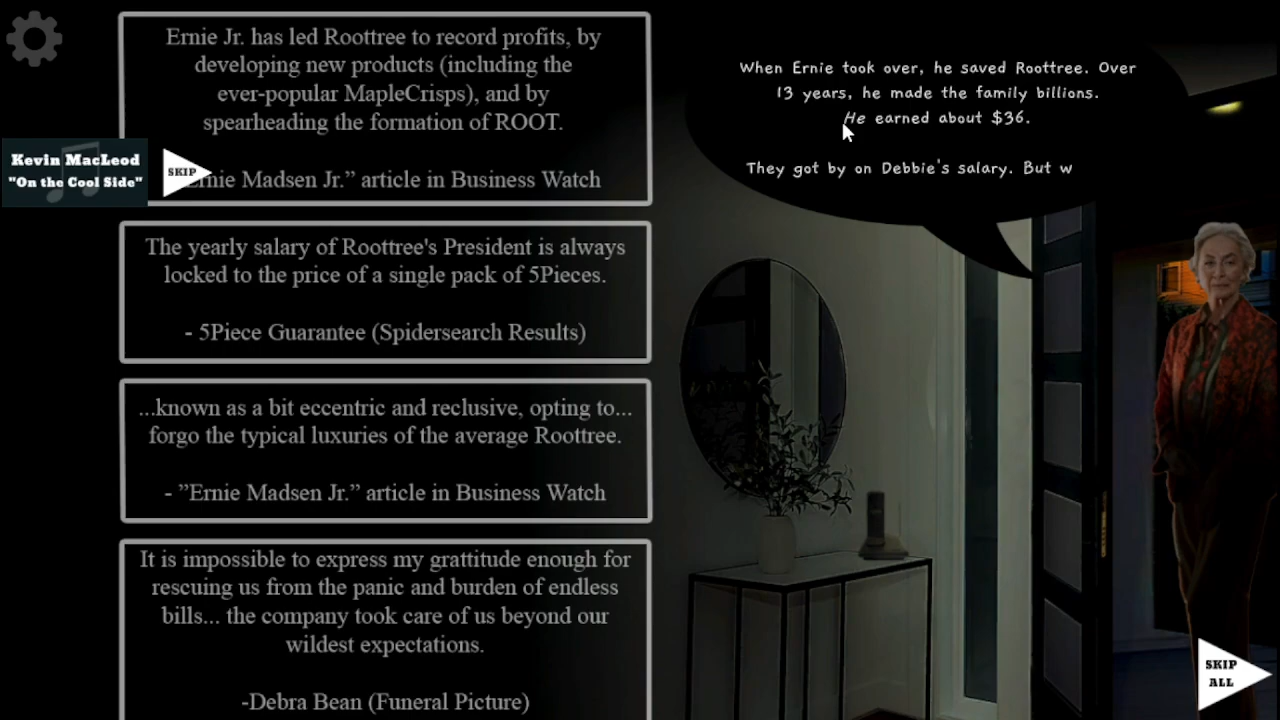 Ernie Jr. has led Roottree to record profits, by
developing new products (including the
ever-popular MapleCrisps), and by
spearheading the formation of ROOT.
Ernie Madsen Jr.” article in Business Watch
Kevin MacLeod
"On the Cool Side"
SKIP
The yearly salary of Roottree's President is always
locked to the price of a single pack of 5Pieces.
- 5Piece Guarantee (Spidersearch Results)
...known as a bit eccentric and reclusive, opting to...
forgo the typical luxuries of the average Roottree.
- ”Ernie Madsen Jr.” article in Business Watch
It is impossible to express my grattitude enough for
rescuing us from the panic and burden of endless
bills... the company took care of us beyond our
wildest expectations.
-Debra Bean (Funeral Picture)
When Ernie took over, he saved Roottree. Over
13 years, he made the family billions.
He earned about $36.
They got by on Debbie's salary. But w
SKIP
ALL